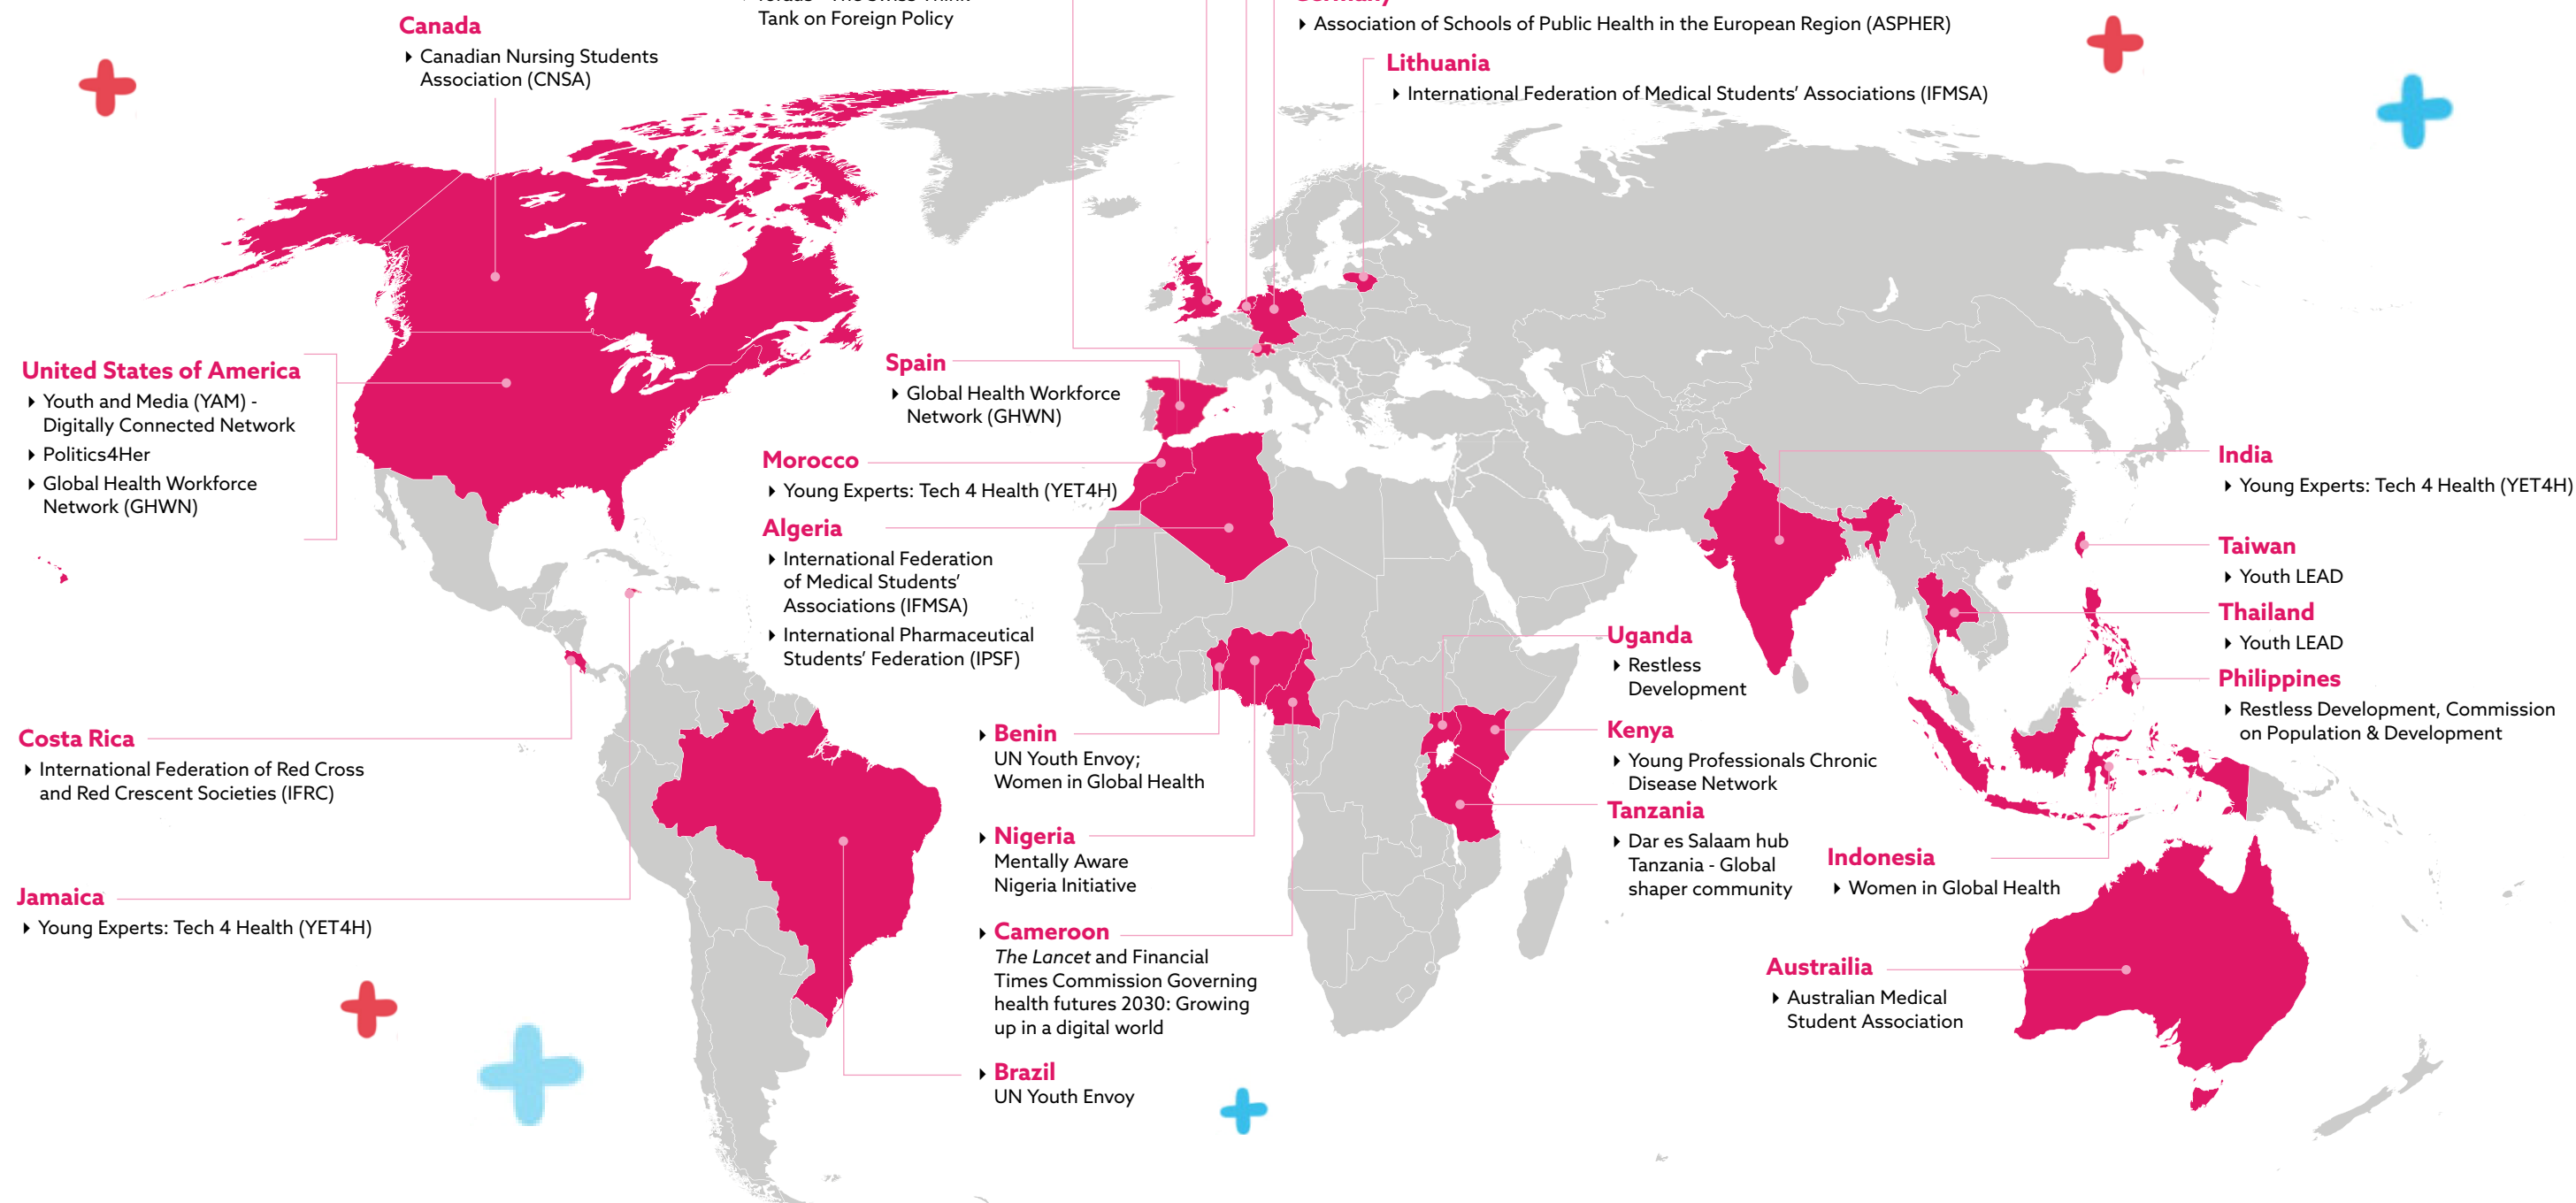 Tank on Foreign Policy
Canada
Canadian Nursing Students
Association (CNSA)
Germany
Association of Schools of Public Health in the European Region (ASPHER)
Lithuania
International Federation of Medical Students’ Associations (IFMSA)
United States of America
Youth and Media (YAM) -
Digitally Connected Network
Politics4Her
Global Health Workforce
Network (GHWN)
Spain
Global Health Workforce
Network (GHWN)
Morocco
Young Experts: Tech 4 Health (YET4H)
Algeria
International Federation
of Medical Students’
Associations (IFMSA)
International Pharmaceutical
Students’ Federation (IPSF)
India
Young Experts: Tech 4 Health (YET4H)
Taiwan
Youth LEAD
Thailand
Youth LEAD
Philippines
Restless Development, Commission
on Population & Development
Uganda
Restless
Development
Kenya
Young Professionals Chronic
Disease Network
Tanzania
Dar es Salaam hub
Tanzania - Global
shaper community
Indonesia
Women in Global Health
Austrailia
Australian Medical
Student Association
Costa Rica
International Federation of Red Cross
and Red Crescent Societies (IFRC)
Jamaica
Young Experts: Tech 4 Health (YET4H)
Benin
UN Youth Envoy;
Women in Global Health
Nigeria
Mentally Aware
Nigeria Initiative
Cameroon
The Lancet and Financial
Times Commission Governing
health futures 2030: Growing
up in a digital world
Brazil
UN Youth Envoy